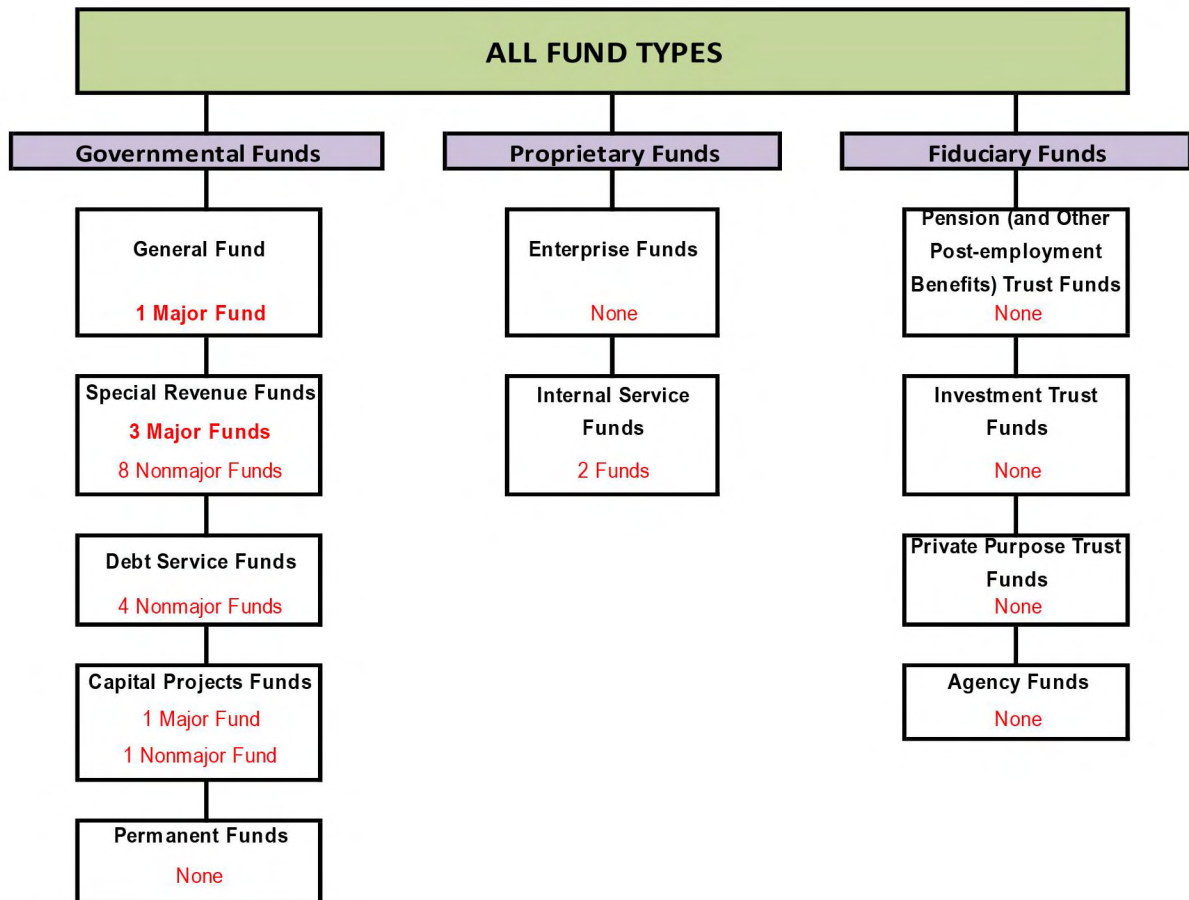 ALL FUND TYPES
Governmental Funds
General Fund
1 Major Fund
Special Revenue Funds
3 Major Funds
8 Nonmajor Funds
Debt Service Funds
4 Nonmajor Funds
Capital Projects Funds
1 Major Fund
1 Nonmajor Fund
Permanent Funds
None
Proprietary Funds
Enterprise Funds
None
Internal Service
Funds
2 Funds
Fiduciary Funds
Pension (and Other
Post-employment
Benefits) Trust Funds
None
Investment Trust
Funds
None
Private Purpose Trust
Funds
None
Agency Funds
None